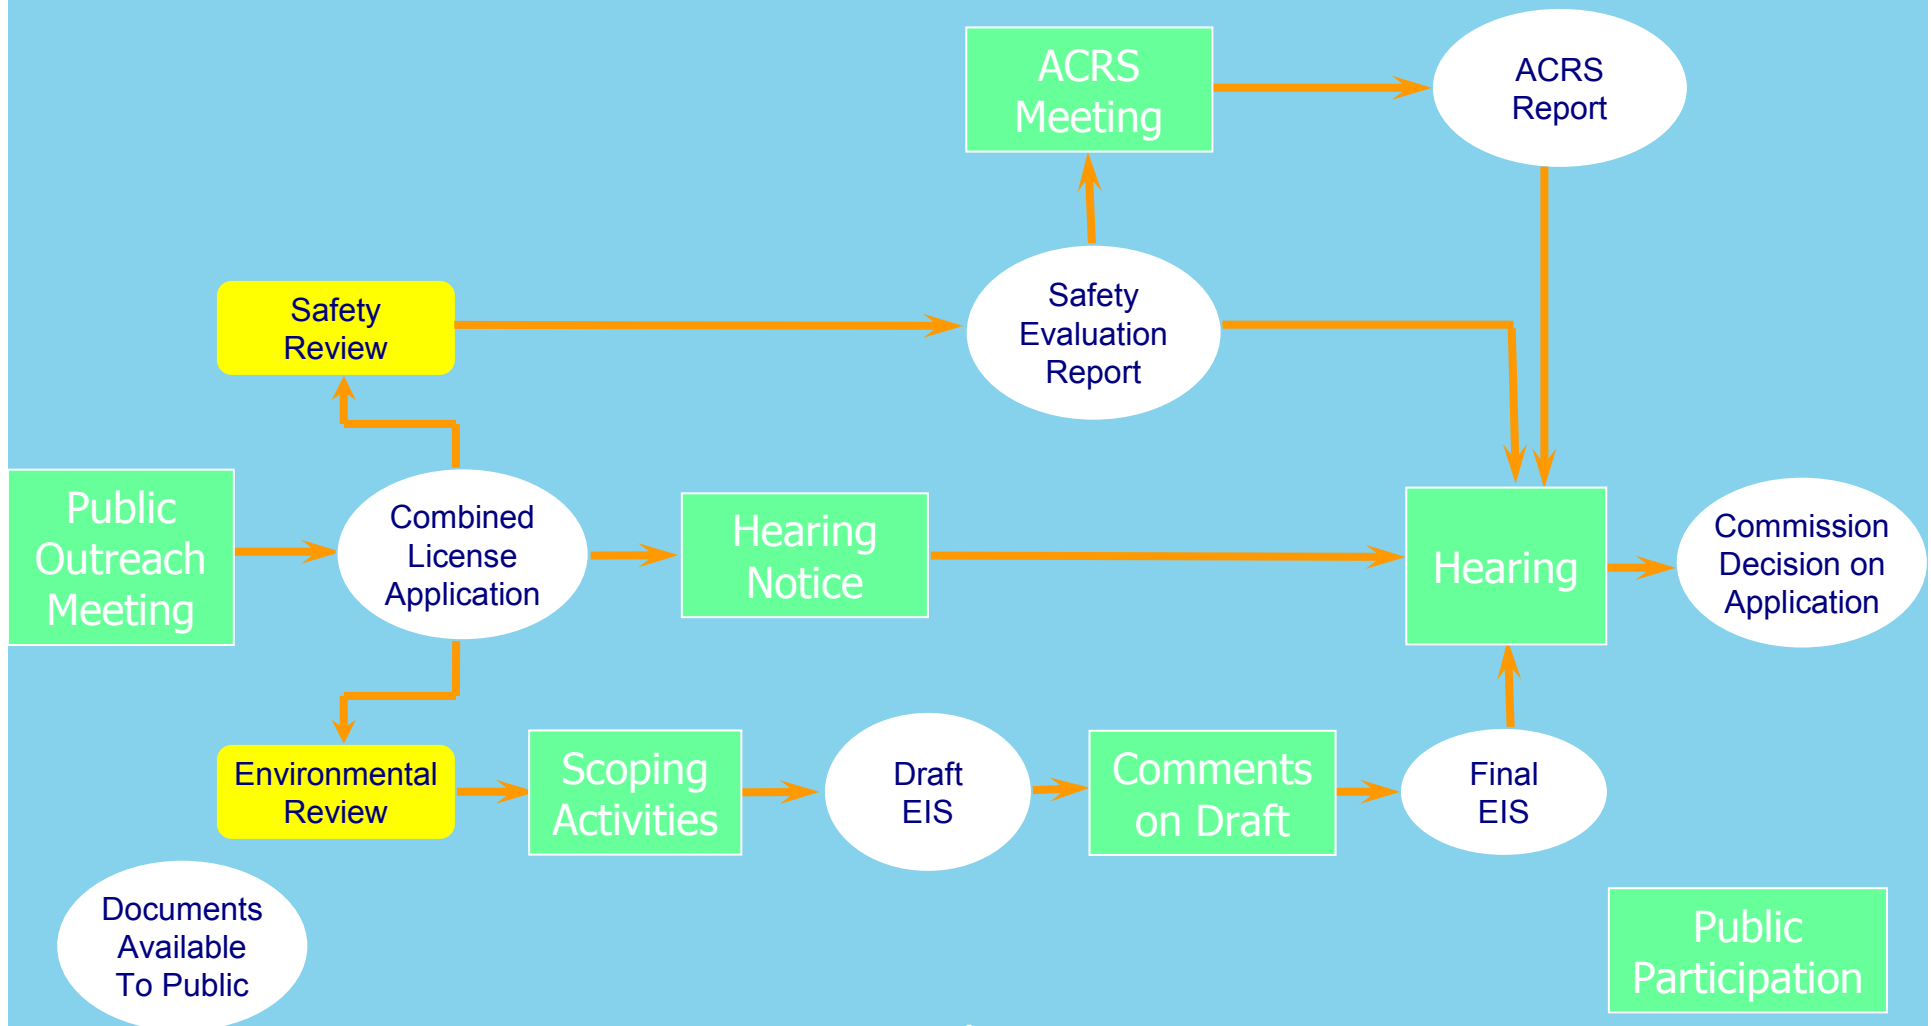 ACRS
Meeting
ACRS
Report
Safety
Review
Safety
Evaluation
Report
Public
Outreach
Meeting
Combined
License
Application
Hearing
Notice
Hearing
Commission
Decision on
Application
Environmental
Review
Scoping
Activities
Draft
EIS
Comments
on Draft
Final
EIS
Documents
Available
To Public
Public
Participation